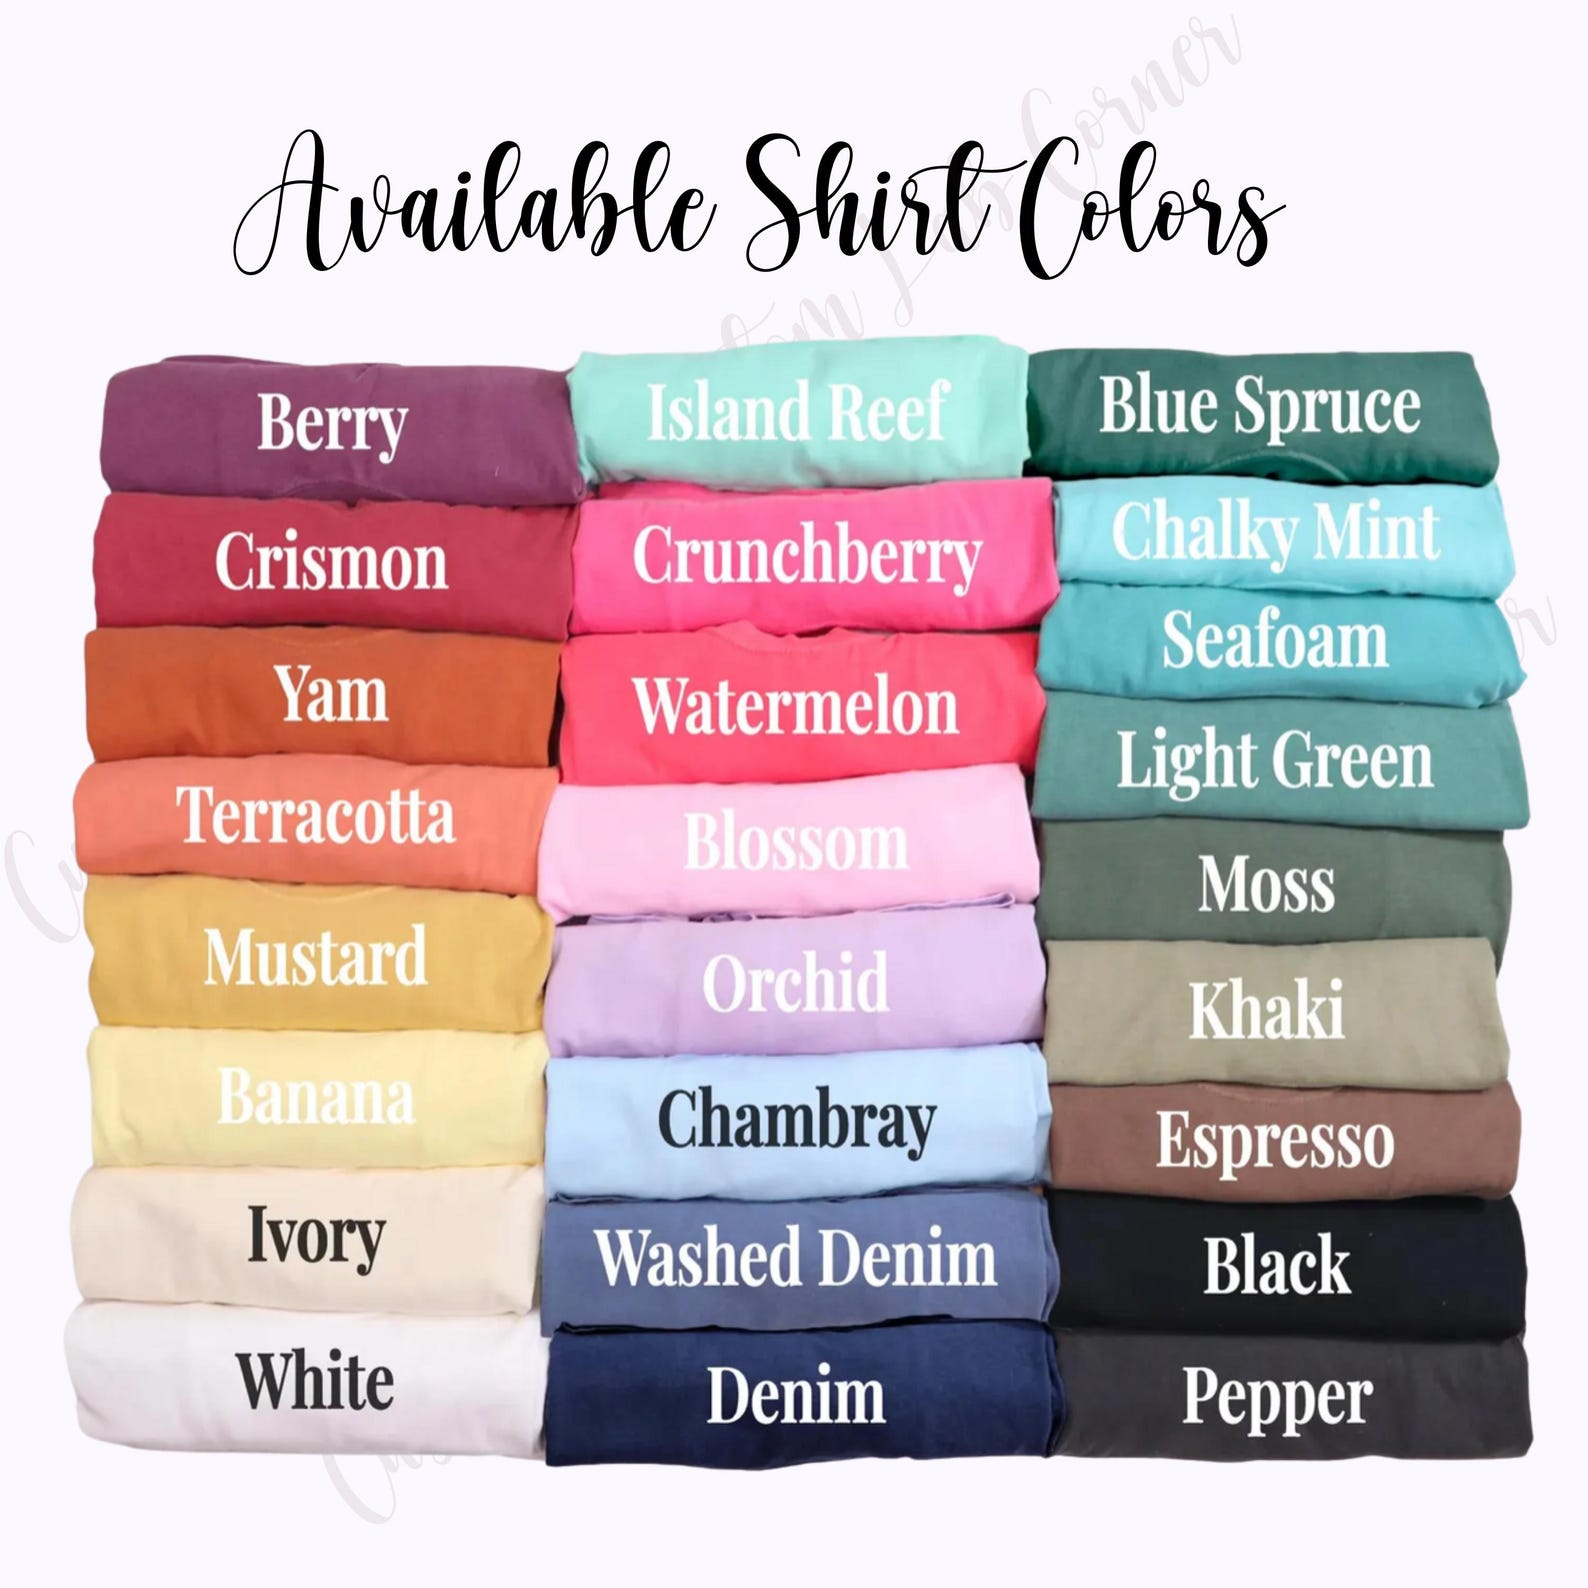 Available Shirt Colors
Berry
Crismon
Yam
Terracotta
Mustard
Banana
Ivory
White
Island Reef
Crunchberry
Watermelon
Blossom
Orchid
Chambray
Washed Denim
Denim
Blue Spruce
Chalky Mint
Seafoam
Light Green
Moss
Khaki
Espresso
Black
Pepper
Corner